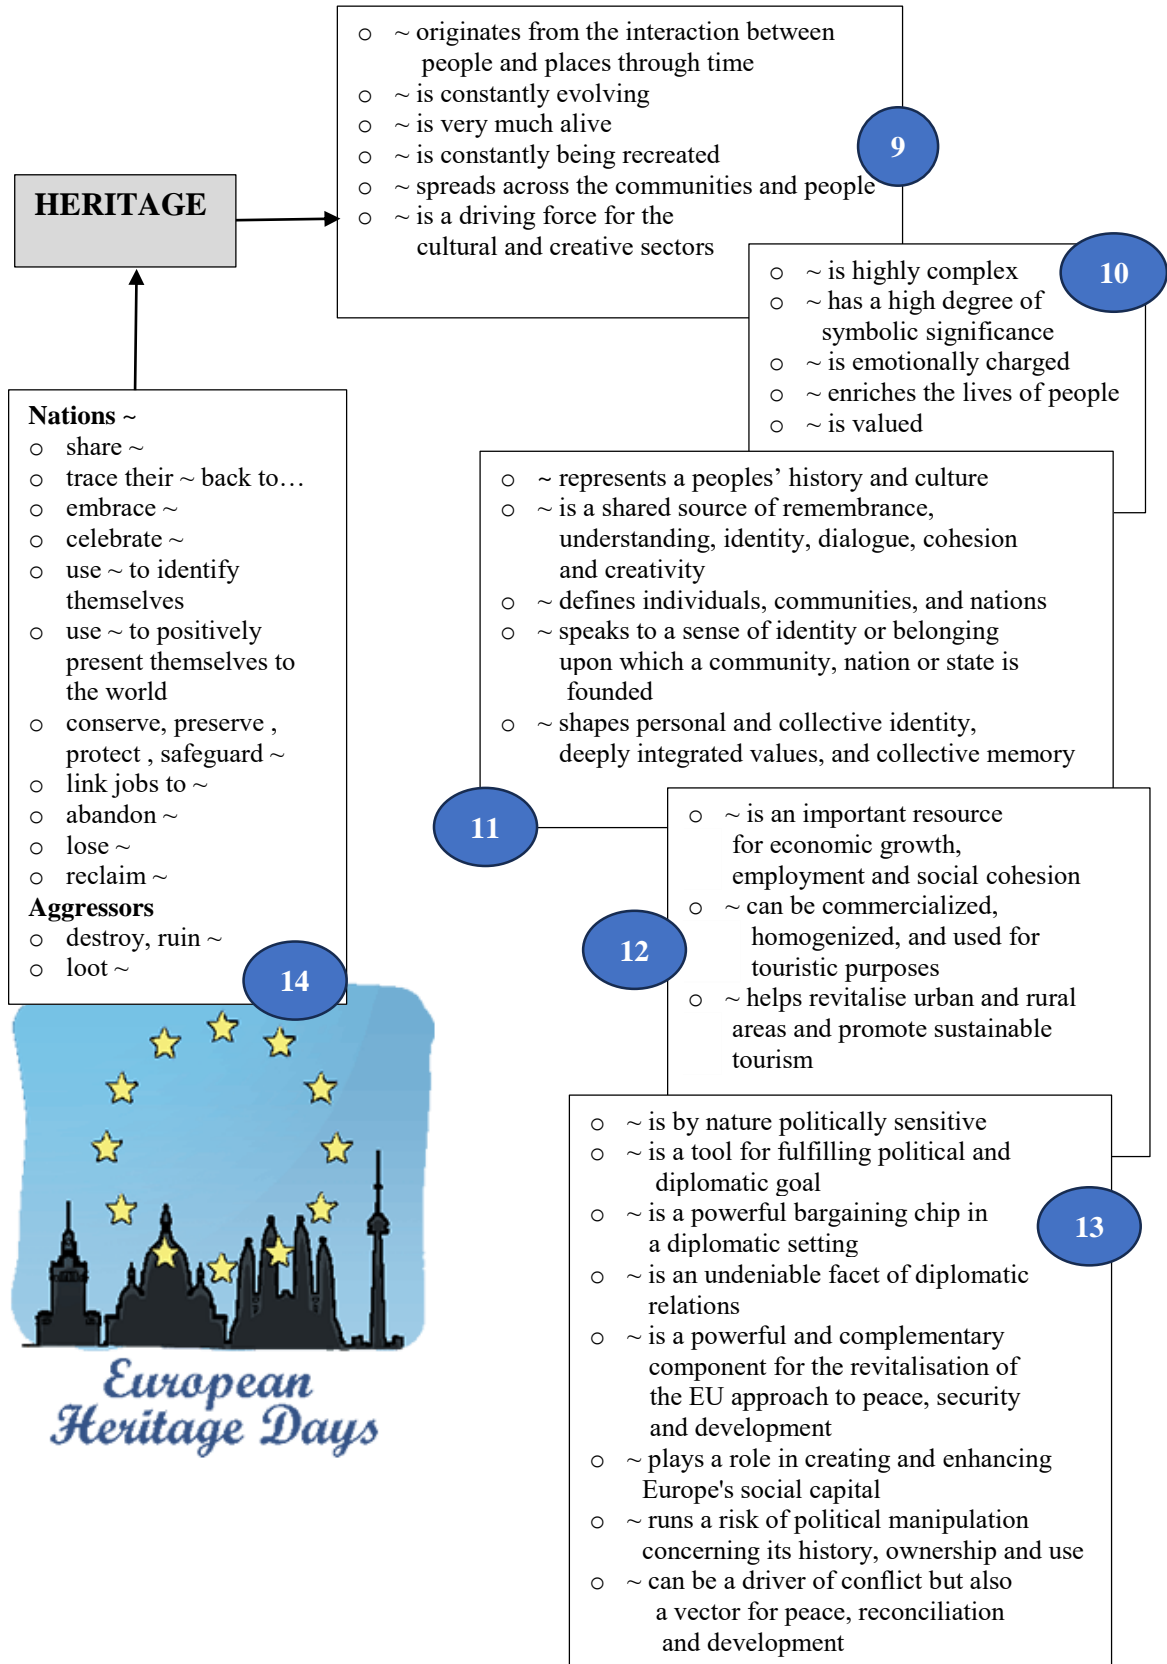 ○ ~ originates from the interaction between
people and places through time
○ ~ is constantly evolving
○ ~ is very much alive
○ ~ is constantly being recreated
○ ~ spreads across the communities and people
○ ~ is a driving force for the
cultural and creative sectors
9
HERITAGE
○ ~ is highly complex
○ ~ has a high degree of
symbolic significance
○ ~ is emotionally charged
○ ~ enriches the lives of people
○ ~ is valued
10
○ ~ represents a peoples’ history and culture
○ ~ is a shared source of remembrance,
understanding, identity, dialogue, cohesion
and creativity
○ ~ defines individuals, communities, and nations
○ ~ speaks to a sense of identity or belonging
upon which a community, nation or state is
founded
○ ~ shapes personal and collective identity,
deeply integrated values, and collective memory
11
○ ~ is an important resource
for economic growth,
employment and social cohesion
○ ~ can be commercialized,
homogenized, and used for
touristic purposes
○ ~ helps revitalise urban and rural
areas and promote sustainable
tourism
12
○ ~ is by nature politically sensitive
○ ~ is a tool for fulfilling political and
diplomatic goal
○ ~ is a powerful bargaining chip in
a diplomatic setting
○ ~ is an undeniable facet of diplomatic
relations
○ ~ is a powerful and complementary
component for the revitalisation of
the EU approach to peace, security
and development
○ ~ plays a role in creating and enhancing
Europe's social capital
○ ~ runs a risk of political manipulation
concerning its history, ownership and use
○ ~ can be a driver of conflict but also
a vector for peace, reconciliation
and development
13
Nations ~
○ share ~
○ trace their ~ back to…
○ embrace ~
○ celebrate ~
○ use ~ to identify
themselves
○ use ~ to positively
present themselves to
the world
○ conserve, preserve ,
protect , safeguard ~
○ link jobs to ~
○ abandon ~
○ lose ~
○ reclaim ~
Aggressors
○ destroy, ruin ~
○ loot ~
14
European
Heritage Days